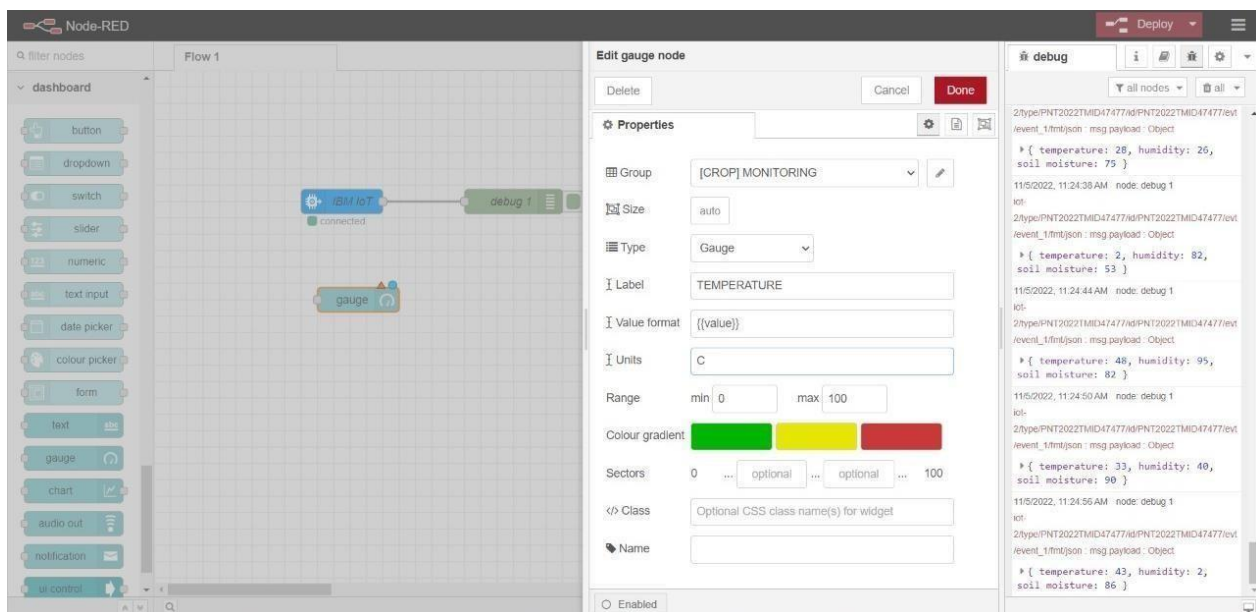 Node-RED
Deploy
filter nodes
Flow 1
dashboard
button
dropdown
switch
slider
numeric
text input
date picker
colour picker
form
text
gauge
chart
audio out
notification
ui control
IBM IoT
connected
debug 1
gauge
Edit gauge node
Delete
Cancel
Done
Properties
Group
[CROP] MONITORING
Size
auto
Type
Gauge
Label
TEMPERATURE
Value format
{{value}}
Units
C
Range
min 0
max 100
Colour gradient
Sectors
0 ... optional ... optional ... 100
Class
Optional CSS class name(s) for widget
Name
Enabled
debug
all nodes
all
2/type/PNT2022TMID47477/id/PNT2022TMID47477/evt
/event_1/fmt/json : msg.payload : Object
{ temperature: 28, humidity: 26,
soil moisture: 75 }
11/5/2022, 11:24:38 AM node: debug 1
iot-
2/type/PNT2022TMID47477/id/PNT2022TMID47477/evt
/event_1/fmt/json : msg.payload : Object
{ temperature: 2, humidity: 82,
soil moisture: 53 }
11/5/2022, 11:24:44 AM node: debug 1
iot-
2/type/PNT2022TMID47477/id/PNT2022TMID47477/evt
/event_1/fmt/json : msg.payload : Object
{ temperature: 48, humidity: 95,
soil moisture: 82 }
11/5/2022, 11:24:50 AM node: debug 1
iot-
2/type/PNT2022TMID47477/id/PNT2022TMID47477/evt
/event_1/fmt/json : msg.payload : Object
{ temperature: 33, humidity: 40,
soil moisture: 90 }
11/5/2022, 11:24:56 AM node: debug 1
iot-
2/type/PNT2022TMID47477/id/PNT2022TMID47477/evt
/event_1/fmt/json : msg.payload : Object
{ temperature: 43, humidity: 2,
soil moisture: 86 }